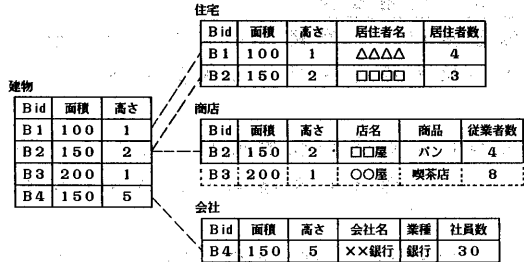 住宅
Bid 面積 高さ 居住者名 居住者数
B1 100 1 △△△△ 4
B2 150 2 □□□□ 3
建物
Bid 面積 高さ
B1 100 1
B2 150 2
B3 200 1
B4 150 5
商店
Bid 面積 高さ 店名 商品 従業者数
B2 150 2 □□屋 パン 4
B3 200 1 ○○屋 喫茶店 8
会社
Bid 面積 高さ 会社名 業種 社員数
B4 150 5 ××銀行 銀行 30